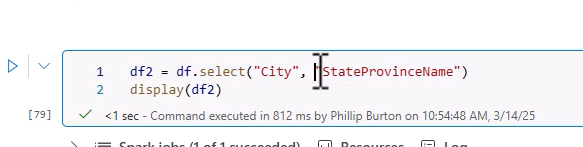 1 df2 = df.select("City", "StateProvinceName")
2 display(df2)
[79] <1 sec - Command executed in 812 ms by Phillip Burton on 10:54:48 AM, 3/14/25
Spark jobs (1 of 1 succeeded) Resources Log